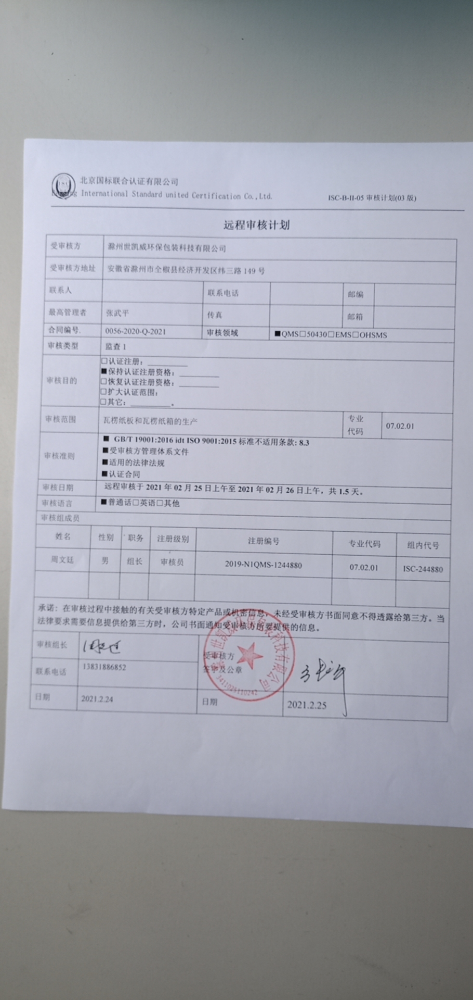 北京国标联合认证有限公司
Beijing International Standard united Certification Co.,Ltd.
ISC-B-II-05 审核计划(03 版)
远程审核计划
受审核方 滁州世凯威环保包装科技有限公司
受审核方地址 安徽省滁州市全椒县经济开发区纬三路 149 号
联系人 联系电话 邮编
最高管理者 张武平 传真 邮箱
合同编号. 0056-2020-Q-2021 审核领域 ■QMS□50430□EMS□OHSMS
审核类型 监查 1
审核目的
□认证注册：
■保持认证注册资格：
□恢复认证注册资格：
□扩大认证范围：
□其它： 。
审核范围 瓦楞纸板和瓦楞纸箱的生产 专业代码 07.02.01
审核准则
■ GB/T 19001:2016 idt ISO 9001:2015 标准不适用条款: 8.3
■受审核方管理体系文件
■适用的法律法规
■认证合同
审核日期 远程审核于 2021 年 02 月 25 日上午至 2021 年 02 月 26 日上午，共 1.5 天。
审核语言 ■普通话□英语□其他
审核组成员
姓名 性别 职务 注册级别 注册编号 专业代码 组内代号
周文廷 男 组长 审核员 2019-N1QMS-1244880 07.02.01 ISC-244880
承诺：在审核过程中接触的有关受审核方特定产品或机密信息，未经受审核方书面同意不得透露给第三方。当
法律要求需要信息提供给第三方时，公司书面通知受审核方所要提供的信息。
审核组长 周文廷 受审核方
签字及公章
联系电话 13831886852
日期 2021.2.24 日期 2021.2.25
3411025110242